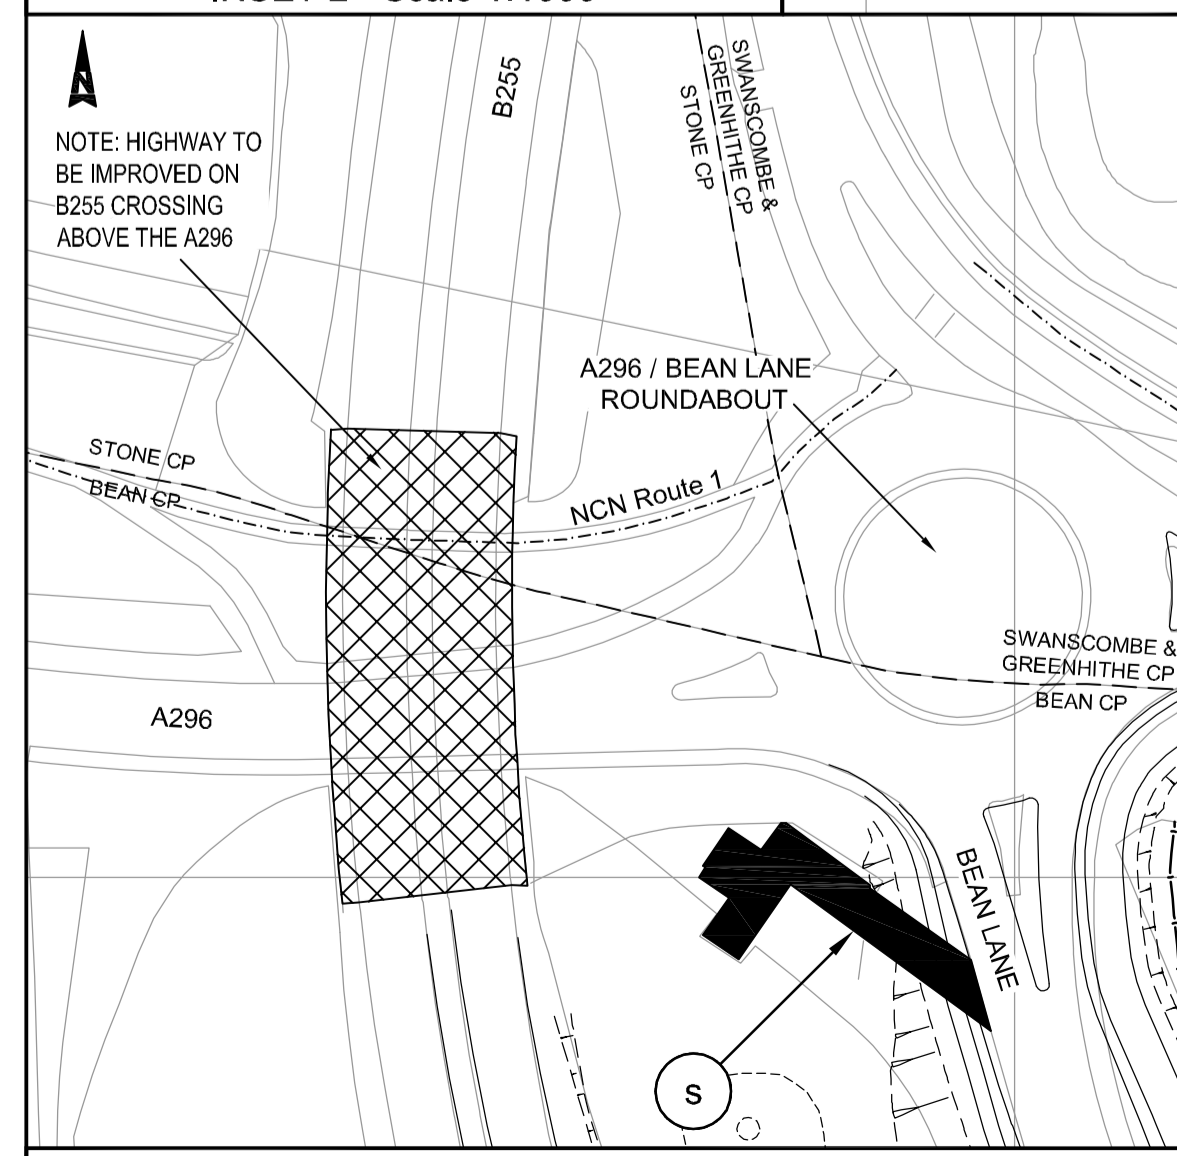 N
B255
NOTE: HIGHWAY TO
BE IMPROVED ON
B255 CROSSING
ABOVE THE A296
SWANSCOMBE &
GREENHITHE CP
STONE CP
A296 / BEAN LANE
ROUNDABOUT
STONE CP
BEAN CP
NCN Route 1
SWANSCOMBE &
GREENHITHE CP
BEAN CP
A296
BEAN LANE
S